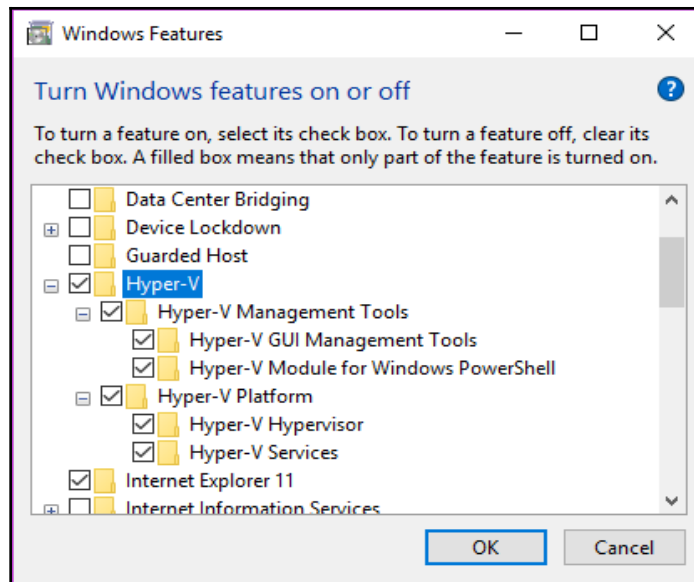 Windows Features
Turn Windows features on or off
To turn a feature on, select its check box. To turn a feature off, clear its
check box. A filled box means that only part of the feature is turned on.
Data Center Bridging
Device Lockdown
Guarded Host
Hyper-V
Hyper-V Management Tools
Hyper-V GUI Management Tools
Hyper-V Module for Windows PowerShell
Hyper-V Platform
Hyper-V Hypervisor
Hyper-V Services
Internet Explorer 11
Internet Information Services
OK
Cancel